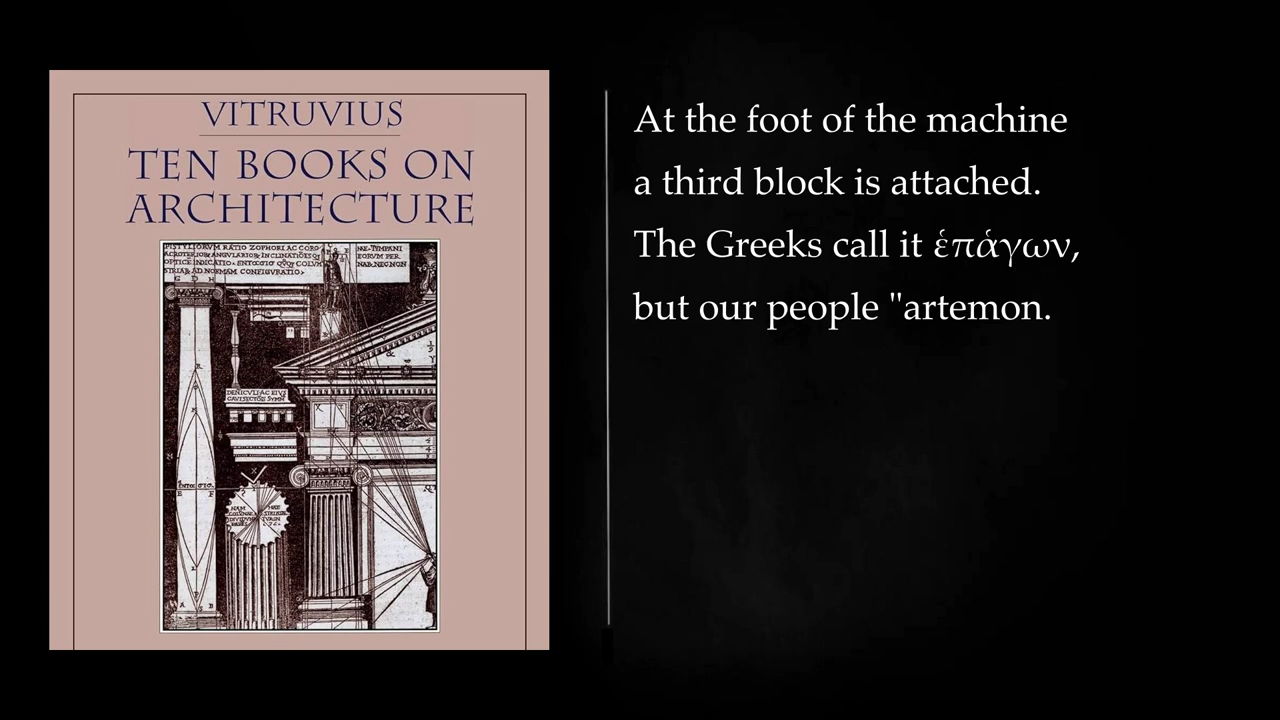 VITRUVIUS
TEN BOOKS ON
ARCHITECTURE
At the foot of the machine
a third block is attached.
The Greeks call it ἑπἁγων,
but our people "artemon.